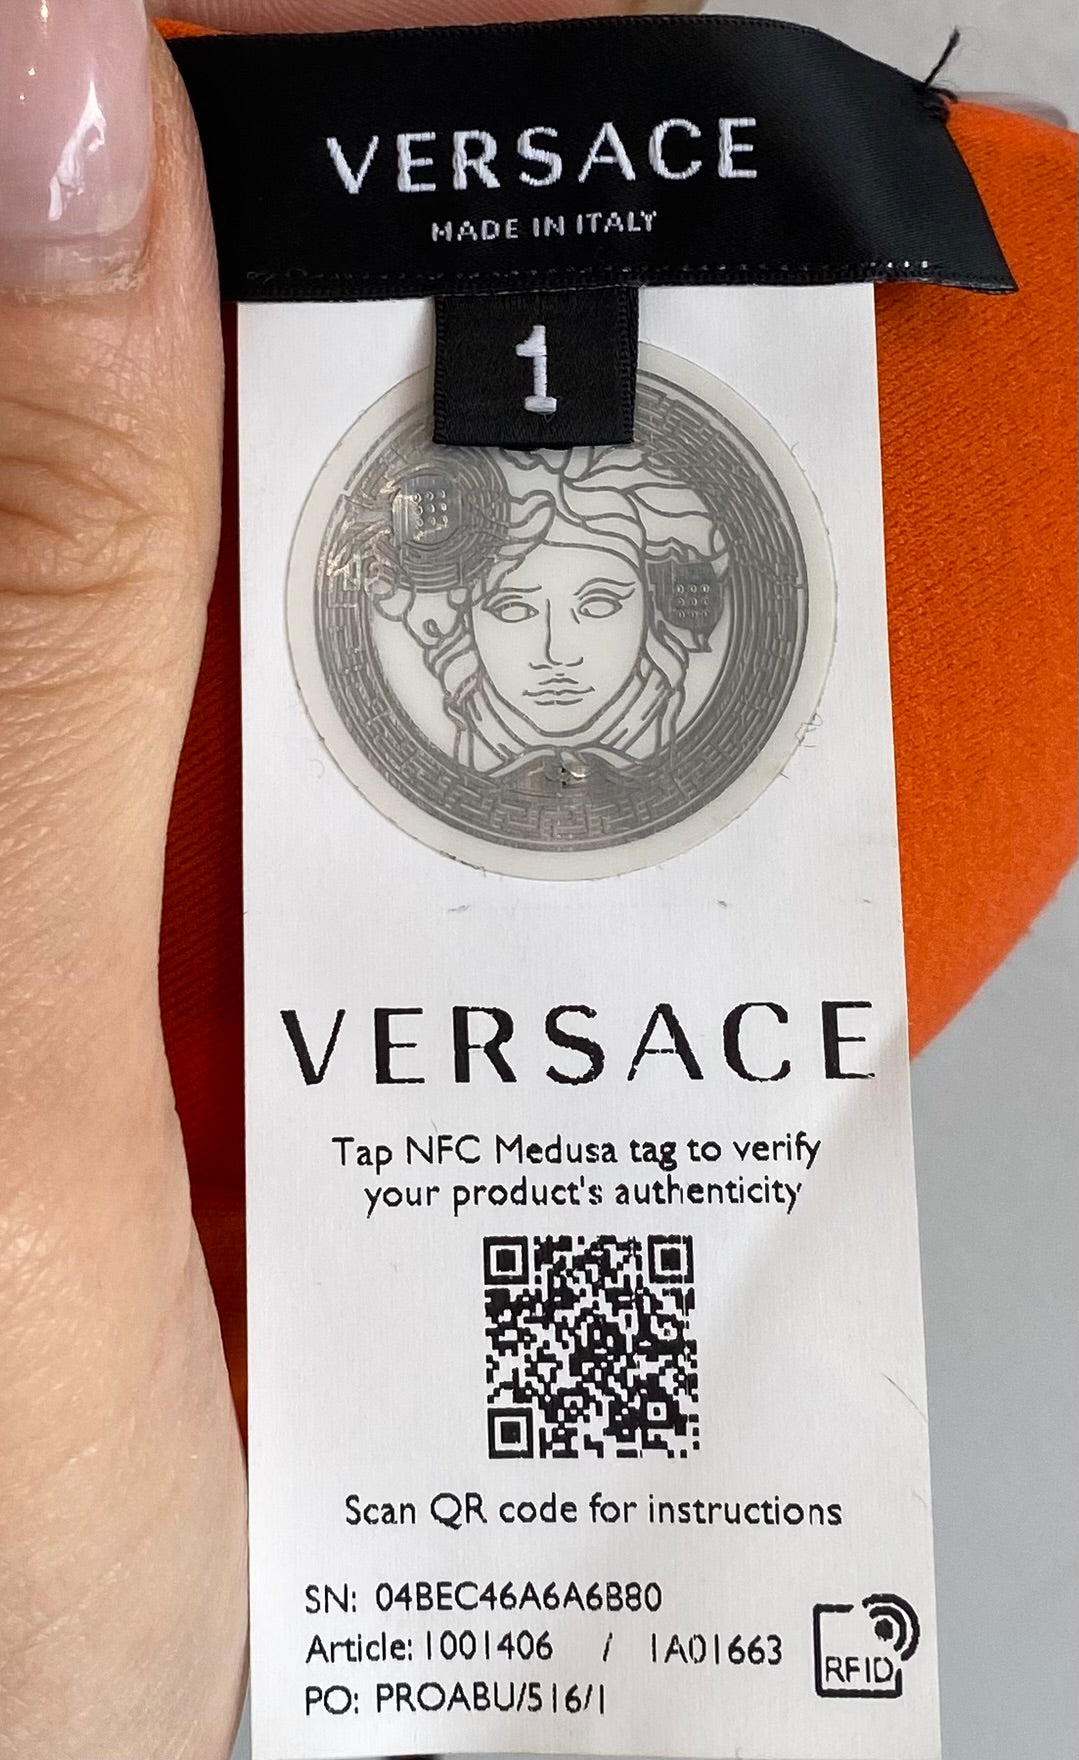 VERSACE
MADE IN ITALY
1
VERSACE
Tap NFC Medusa tag to verify
your product's authenticity
Scan QR code for instructions
SN: 04BEC46A6A6B80
Article: 1001406 / 1A01663
PO: PROABU/516/1
RFID